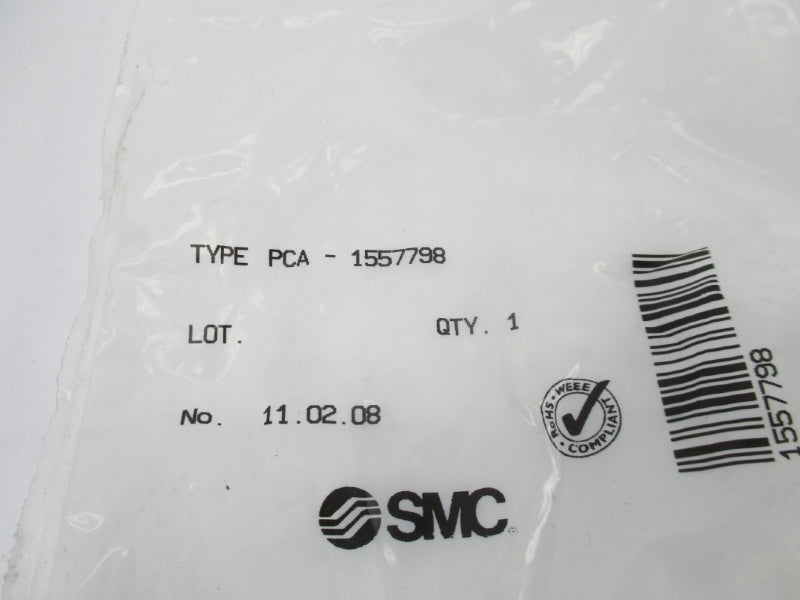 TYPE PCA - 1557798
LOT.
QTY. 1
No. 11.02.08
RoHS · WEEE · COMPLIANT
1557798
SMC